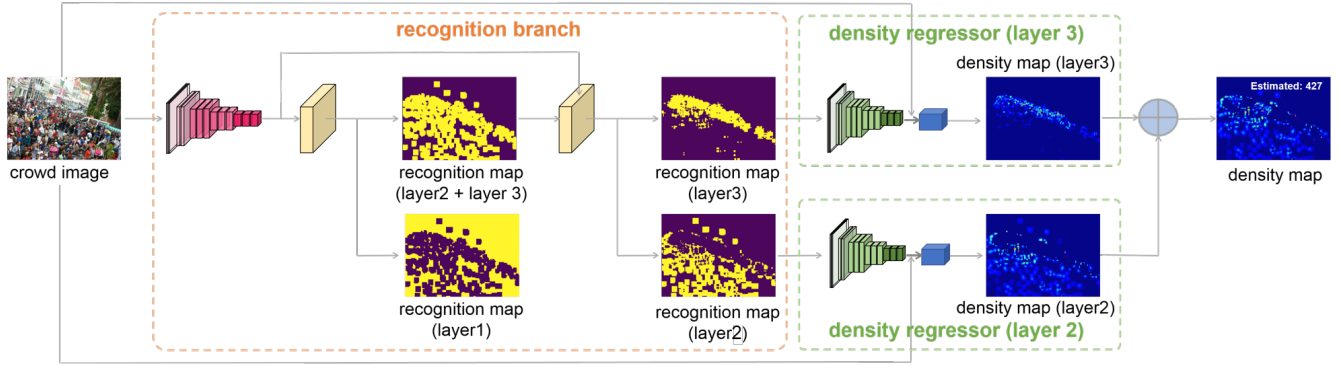 recognition branch
density regressor (layer 3)
density map (layer3)
Estimated: 427
crowd image
recognition map
(layer2 + layer 3)
recognition map
(layer3)
density map
recognition map
(layer1)
recognition map
(layer2)
density map (layer2)
density regressor (layer 2)